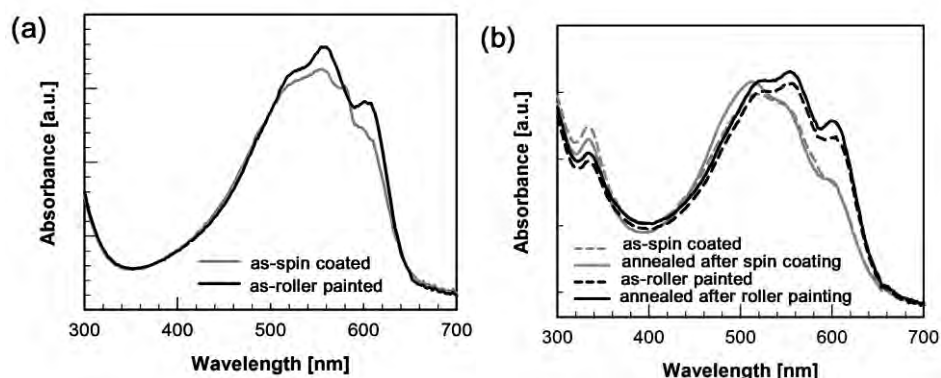 (a)
Absorbance [a.u.]
as-spin coated
as-roller painted
300 400 500 600 700
Wavelength [nm]
(b)
Absorbance [a.u.]
as-spin coated
annealed after spin coating
as-roller painted
annealed after roller painting
300 400 500 600 700
Wavelength [nm]